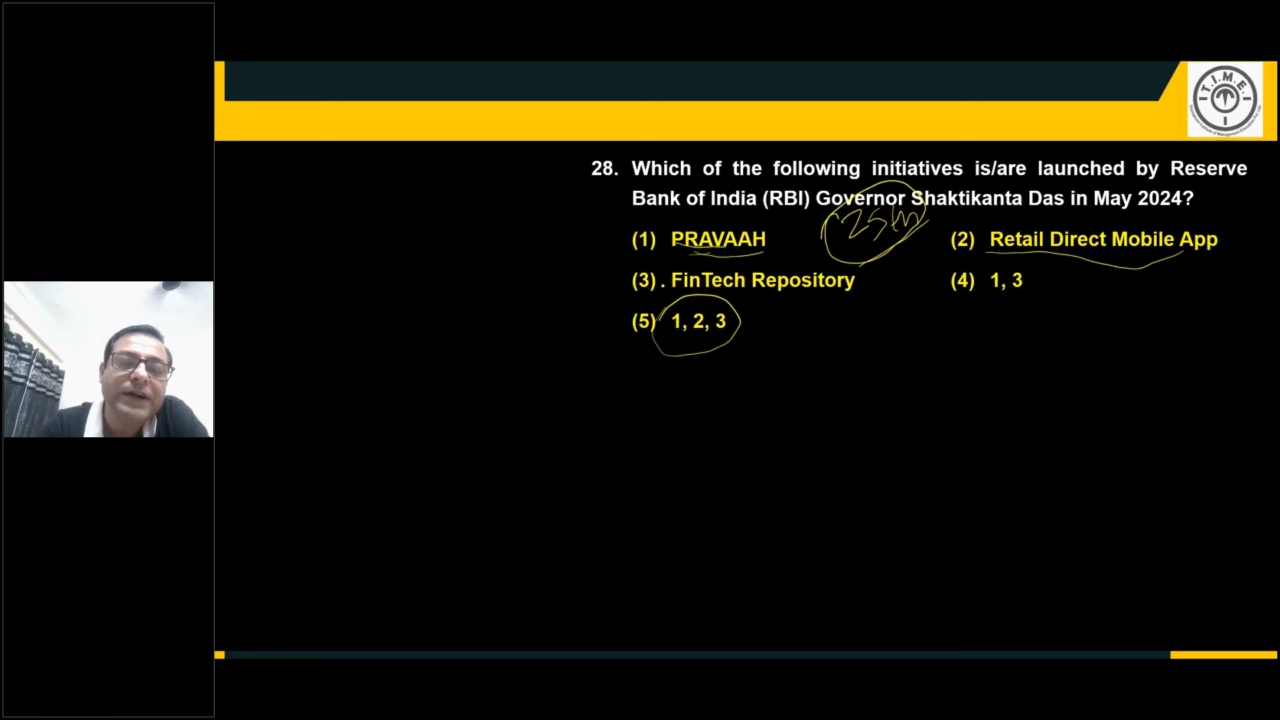 T.I.M.E.
28. Which of the following initiatives is/are launched by Reserve
Bank of India (RBI) Governor Shaktikanta Das in May 2024?
25th
(1) PRAVAAH (2) Retail Direct Mobile App
(3) . FinTech Repository (4) 1, 3
(5) 1, 2, 3